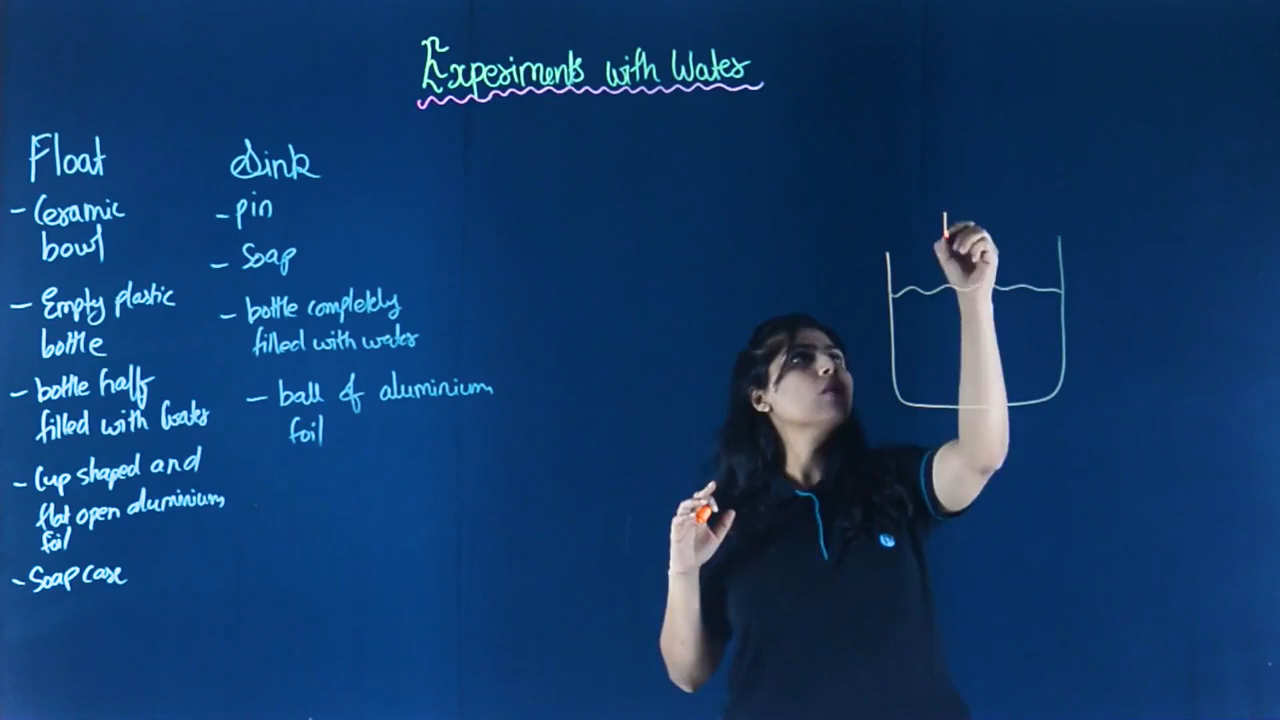 Experiments with Water
Float
- Ceramic
bowl
- Empty plastic
bottle
- bottle half
filled with water
- Cup shaped and
flat open aluminium
foil
- Soap case
Sink
- pin
- Soap
- bottle completely
filled with water
- ball of aluminium
foil